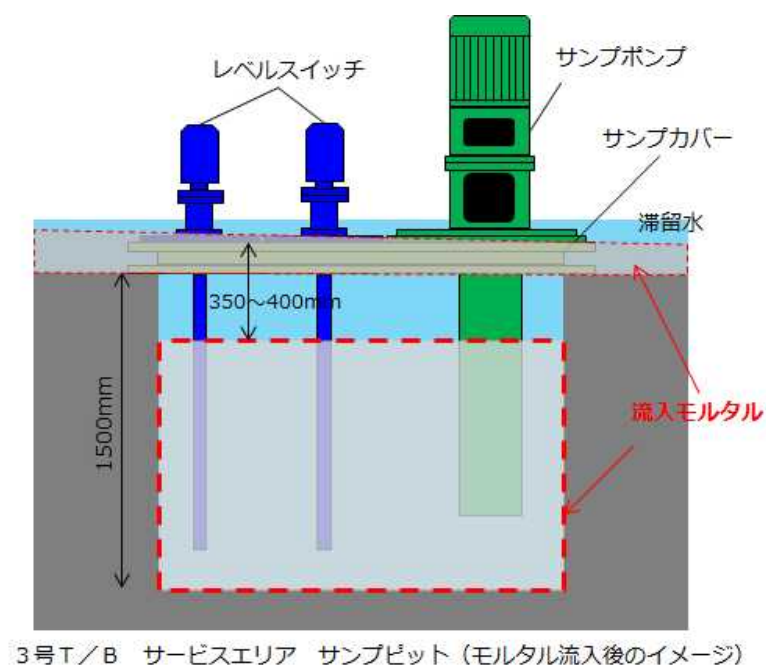 サンプポンプ
レベルスイッチ
サンプカバー
滞留水
350～400mm
1500mm
流入モルタル
3号T／B　サービスエリア　サンプピット（モルタル流入後のイメージ）